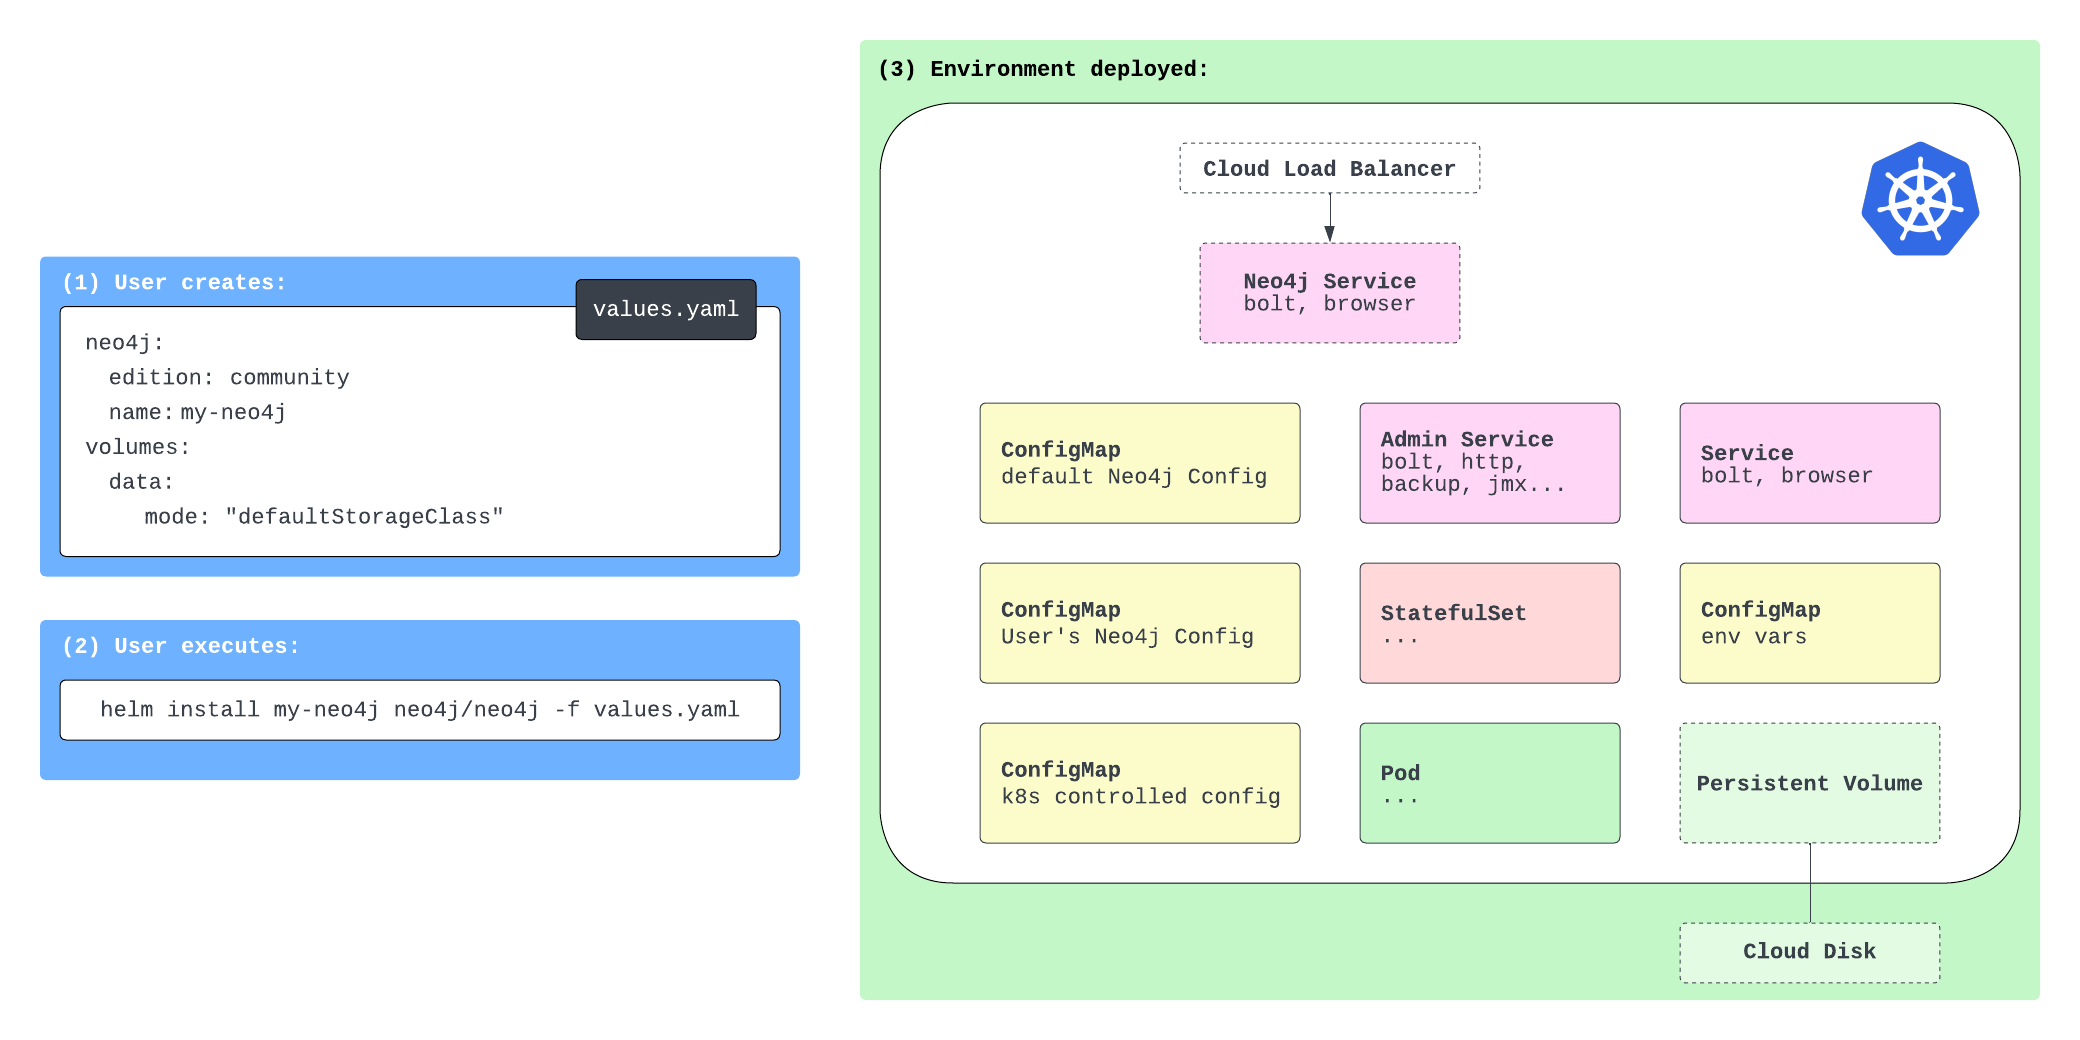 (1) User creates:
values.yaml
neo4j:
edition: community
name: my-neo4j
volumes:
data:
mode: "defaultStorageClass"
(2) User executes:
helm install my-neo4j neo4j/neo4j -f values.yaml
(3) Environment deployed:
Cloud Load Balancer
Neo4j Service
bolt, browser
ConfigMap
default Neo4j Config
Admin Service
bolt, http,
backup, jmx...
Service
bolt, browser
ConfigMap
User's Neo4j Config
StatefulSet
...
ConfigMap
env vars
ConfigMap
k8s controlled config
Pod
...
Persistent Volume
Cloud Disk